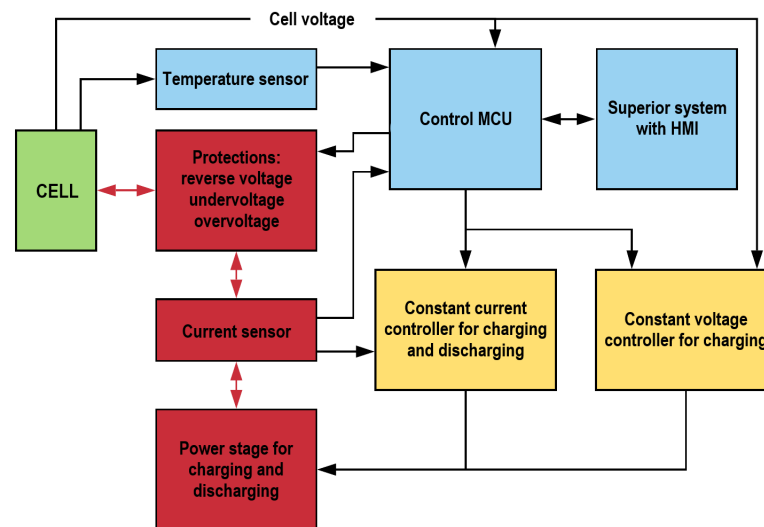 Cell voltage
Temperature sensor
Control MCU
Superior system
with HMI
CELL
Protections:
reverse voltage
undervoltage
overvoltage
Current sensor
Constant current
controller for charging
and discharging
Constant voltage
controller for charging
Power stage for
charging and
discharging